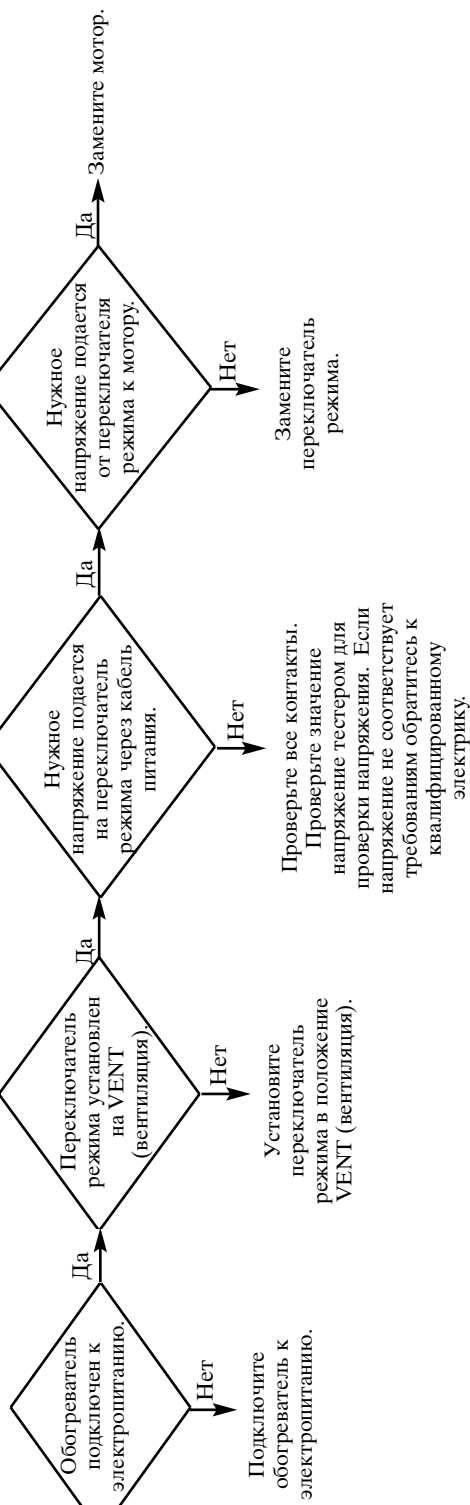 Обогреватель
подключен к
электропитанию.
Да
Нет
Подключите
обогреватель к
электропитанию.
Переключатель
режима установлен
на VENT
(вентиляция).
Да
Нет
Установите
переключатель
режима в положение
VENT (вентиляция).
Нужное
напряжение подается
на переключатель
режима через кабель
питания.
Да
Нет
Проверьте все контакты.
Проверьте значение
напряжение тестером для
проверки напряжения. Если
напряжение не соответствует
требованиям обратитесь к
квалифицированному
электрику.
Нужное
напряжение подается
от переключателя
режима к мотору.
Да
Нет
Замените
переключатель
режима.
Замените мотор.